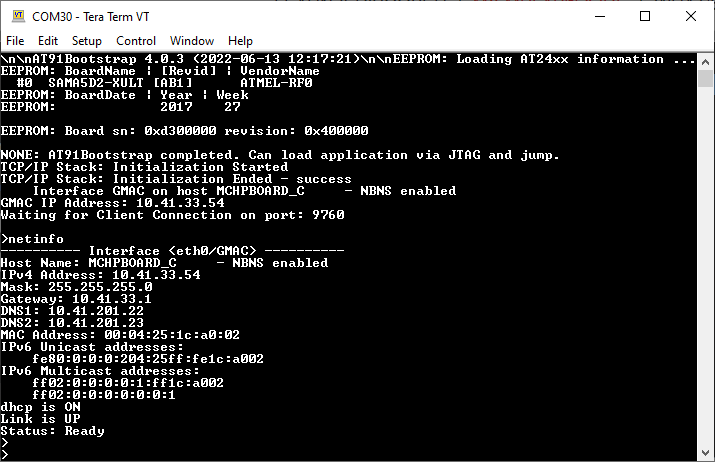 COM30 - Tera Term VT
File Edit Setup Control Window Help
\n\nAT91Bootstrap 4.0.3 (2022-06-13 12:17:21)\n\nEEPROM: Loading AT24xx information ...
EEPROM: BoardName | [Revid] | VendorName
  #0  SAMA5D2-XULT [AB1]      ATMEL-RF0
EEPROM: BoardDate | Year | Week
EEPROM:             2017    27

EEPROM: Board sn: 0xd300000 revision: 0x400000

NONE: AT91Bootstrap completed. Can load application via JTAG and jump.
TCP/IP Stack: Initialization Started
TCP/IP Stack: Initialization Ended - success
    Interface GMAC on host MCHPBOARD_C     - NBNS enabled
GMAC IP Address: 10.41.33.54
Waiting for Client Connection on port: 9760

>netinfo
---------- Interface <eth0/GMAC> ----------
Host Name: MCHPBOARD_C     - NBNS enabled
IPv4 Address: 10.41.33.54
Mask: 255.255.255.0
Gateway: 10.41.33.1
DNS1: 10.41.201.22
DNS2: 10.41.201.23
MAC Address: 00:04:25:1c:a0:02
IPv6 Unicast addresses:
    fe80:0:0:0:204:25ff:fe1c:a002
IPv6 Multicast addresses:
    ff02:0:0:0:0:1:ff1c:a002
    ff02:0:0:0:0:0:0:1
dhcp is ON
Link is UP
Status: Ready
>
>